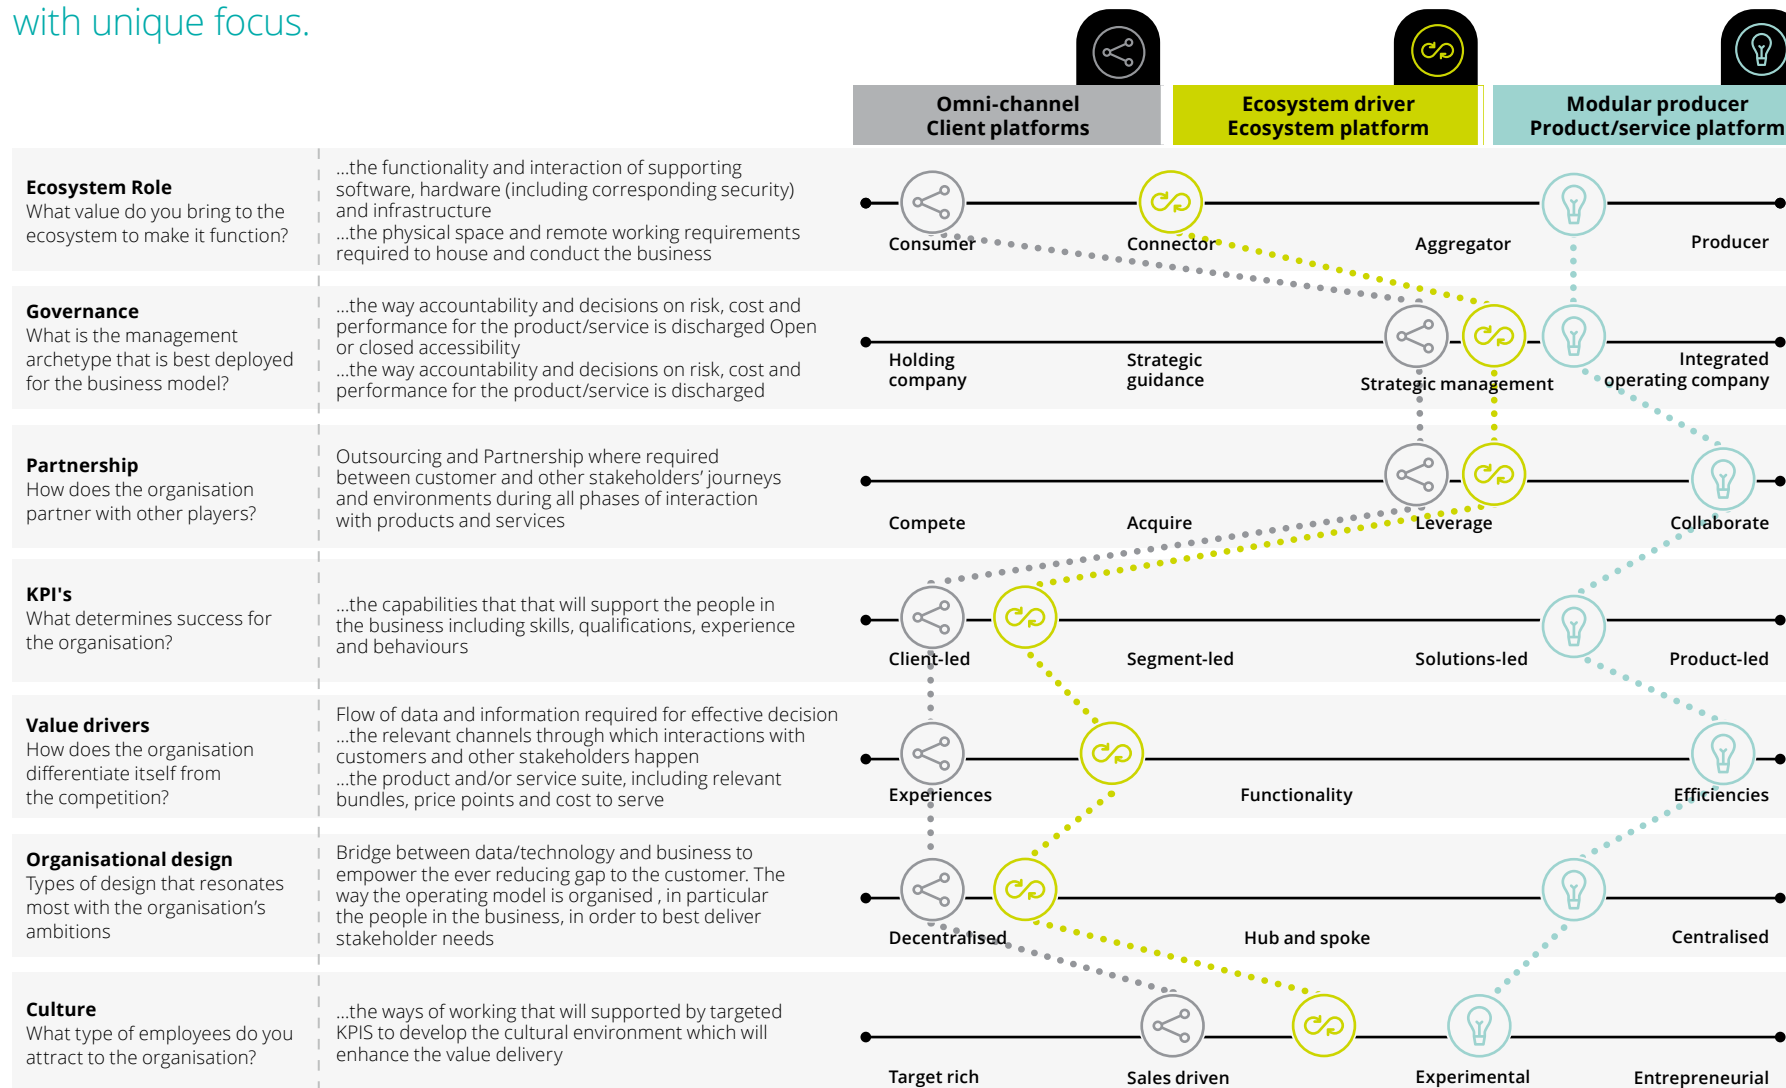 with unique focus.
Omni-channel
Client platforms
Ecosystem driver
Ecosystem platform
Modular producer
Product/service platform
Ecosystem Role
What value do you bring to the
ecosystem to make it function?
...the functionality and interaction of supporting
software, hardware (including corresponding security)
and infrastructure
...the physical space and remote working requirements
required to house and conduct the business
Consumer
Connector
Aggregator
Producer
Governance
What is the management
archetype that is best deployed
for the business model?
...the way accountability and decisions on risk, cost and
performance for the product/service is discharged Open
or closed accessibility
...the way accountability and decisions on risk, cost and
performance for the product/service is discharged
Holding
company
Strategic
guidance
Strategic management
Integrated
operating company
Partnership
How does the organisation
partner with other players?
Outsourcing and Partnership where required
between customer and other stakeholders' journeys
and environments during all phases of interaction
with products and services
Compete
Acquire
Leverage
Collaborate
KPI's
What determines success for
the organisation?
...the capabilities that that will support the people in
the business including skills, qualifications, experience
and behaviours
Client-led
Segment-led
Solutions-led
Product-led
Value drivers
How does the organisation
differentiate itself from
the competition?
Flow of data and information required for effective decision
...the relevant channels through which interactions with
customers and other stakeholders happen
...the product and/or service suite, including relevant
bundles, price points and cost to serve
Experiences
Functionality
Efficiencies
Organisational design
Types of design that resonates
most with the organisation's
ambitions
Bridge between data/technology and business to
empower the ever reducing gap to the customer. The
way the operating model is organised , in particular
the people in the business, in order to best deliver
stakeholder needs
Decentralised
Hub and spoke
Centralised
Culture
What type of employees do you
attract to the organisation?
...the ways of working that will supported by targeted
KPIS to develop the cultural environment which will
enhance the value delivery
Target rich
Sales driven
Experimental
Entrepreneurial